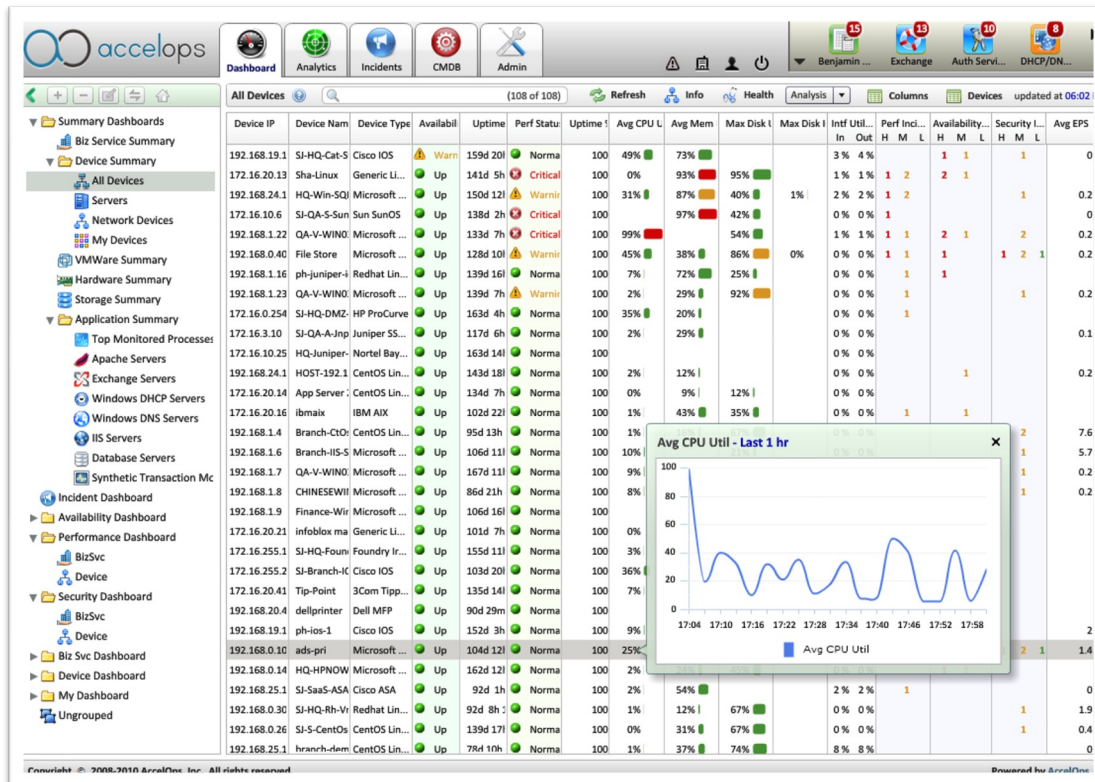 accelops
Dashboard Analytics Incidents CMDB Admin
15 13 10 8
Benjamin ... Exchange Auth Servi... DHCP/DN...
All Devices (108 of 108) Refresh Info Health Analysis Columns Devices updated at 06:02
Summary Dashboards
Biz Service Summary
Device Summary
All Devices
Servers
Network Devices
My Devices
VMWare Summary
Hardware Summary
Storage Summary
Application Summary
Top Monitored Processes
Apache Servers
Exchange Servers
Windows DHCP Servers
Windows DNS Servers
IIS Servers
Database Servers
Synthetic Transaction Mc
Incident Dashboard
Availability Dashboard
Performance Dashboard
BizSvc
Device
Security Dashboard
BizSvc
Device
Biz Svc Dashboard
Device Dashboard
My Dashboard
Ungrouped
Device IP Device Nam Device Type Availabil Uptime Perf Statu Uptime Avg CPU U Avg Mem Max Disk Max Disk I Intf Util... Perf Inci... Availability... Security I... Avg EPS
In Out H M L H M L H M L
192.168.19.1 SJ-HQ-Cat-S Cisco IOS Warn 159d 20 Norma 100 49% 73% 3 % 4 % 1 1 1 0
172.16.20.13 Sha-Linux Generic Li... Up 141d 5h Critical 100 0% 93% 95% 1 % 1 % 1 2 2 1
192.168.24.1 HQ-Win-SQ Microsoft ... Up 150d 12 Warnin 100 31% 87% 40% 1% 2 % 2 % 1 2 1 0.2
172.16.10.6 SJ-QA-S-Sun Sun SunOS Up 138d 2h Critical 100 97% 42% 0 % 0 % 1 0
192.168.1.22 QA-V-WIN0 Microsoft ... Up 133d 7h Critical 100 99% 54% 1 % 1 % 1 1 2 1 2 0.2
192.168.0.40 File Store Microsoft ... Up 128d 10 Warnin 100 45% 38% 86% 0% 0 % 0 % 1 1 1 1 2 1 0.2
192.168.1.16 ph-juniper-i Redhat Lin... Up 139d 16 Norma 100 7% 72% 25% 0 % 0 % 1 1
192.168.1.23 QA-V-WIN0 Microsoft ... Up 139d 7h Warnin 100 2% 29% 92% 0 % 0 % 1 1 0.2
172.16.0.254 SJ-HQ-DMZ- HP ProCurve Up 163d 4h Norma 100 35% 20% 0 % 0 % 1
172.16.3.10 SJ-QA-A-Jnp Juniper SS... Up 117d 6h Norma 100 2% 29% 0 % 0 % 0.1
172.16.10.25 HQ-Juniper- Nortel Bay... Up 163d 14 Norma 100 0 % 0 %
192.168.24.1 HOST-192.1 CentOS Lin... Up 143d 18 Norma 100 2% 12% 0 % 0 % 1 0.2
172.16.20.14 App Server CentOS Lin... Up 134d 7h Norma 100 0% 9% 12% 0 % 0 %
172.16.20.16 ibmaix IBM AIX Up 102d 22 Norma 100 1% 43% 35% 0 % 0 % 1 1
192.168.1.4 Branch-CtO CentOS Lin... Up 95d 13h Norma 100 1% 2 7.6
192.168.1.6 Branch-IIS-S Microsoft ... Up 106d 11 Norma 100 10% 1 5.7
192.168.1.7 QA-V-WIN0 Microsoft ... Up 167d 11 Norma 100 9% 1 0.2
192.168.1.8 CHINESEWI Microsoft ... Up 86d 21h Norma 100 8% 1 0.2
192.168.1.9 Finance-Wir Microsoft ... Up 106d 16 Norma 100
172.16.20.21 infoblox ma Generic Li... Up 101d 7h Norma 100 0%
172.16.255.1 SJ-HQ-Foun Foundry Ir... Up 155d 11 Norma 100 3%
172.16.255.2 SJ-Branch-IC Cisco IOS Up 103d 20 Norma 100 36%
172.16.20.41 Tip-Point 3Com Tipp... Up 135d 14 Norma 100 7%
192.168.20.4 dellprinter Dell MFP Up 90d 29m Norma 100
192.168.19.1 ph-ios-1 Cisco IOS Up 152d 3h Norma 100 9% 2
192.168.0.10 ads-pri Microsoft ... Up 104d 12 Norma 100 25% 2 1 1.4
192.168.0.14 HQ-HPNOW Microsoft ... Up 162d 12 Norma 100 2%
192.168.25.1 SJ-SaaS-ASA Cisco ASA Up 92d 1h Norma 100 2% 54% 2 % 2 % 1 0
192.168.0.30 SJ-HQ-Rh-Vr Redhat Lin... Up 92d 8h Norma 100 1% 12% 67% 0 % 0 % 1 1.9
192.168.0.26 SJ-S-CentOs CentOS Lin... Up 139d 17 Norma 100 0% 31% 67% 0 % 0 % 1 0.4
192.168.25.1 branch-dem CentOS Lin... Up 78d 10h Norma 100 1% 37% 74% 8 % 8 % 0
Avg CPU Util - Last 1 hr
100
80
60
40
20
0
17:04 17:10 17:16 17:22 17:28 17:34 17:40 17:46 17:52 17:58
Avg CPU Util
Copyright © 2008-2010 AccelOps, Inc. All rights reserved Powered by AccelOps